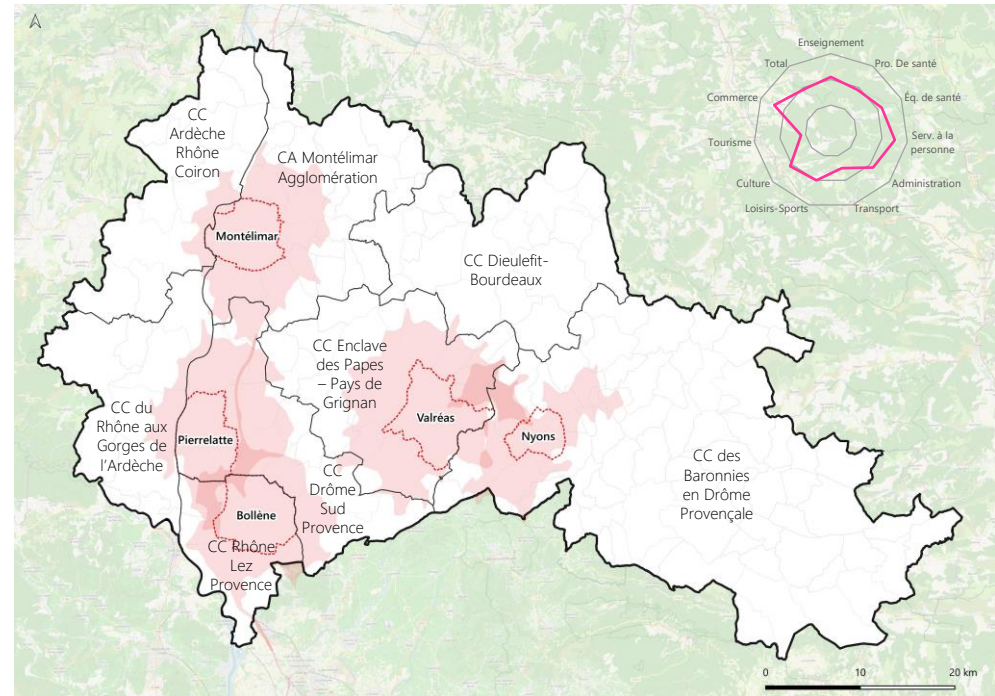 Enseignement
Total
Pro. De santé
Commerce
Éq. de santé
Tourisme
Serv. à la
personne
Culture
Administration
Loisirs-Sports
Transport
CC
Ardèche
Rhône
Coiron
CA Montélimar
Agglomération
Montélimar
CC Dieulefit-
Bourdeaux
CC Enclave
des Papes
– Pays de
Grignan
CC du
Rhône aux
Gorges de
l'Ardèche
Pierrelatte
Valréas
Nyons
CC des
Baronnies
en Drôme
Provençale
CC
Drôme
Sud
Provence
Bollène
CC Rhône
Lez
Provence
0 10 20 km